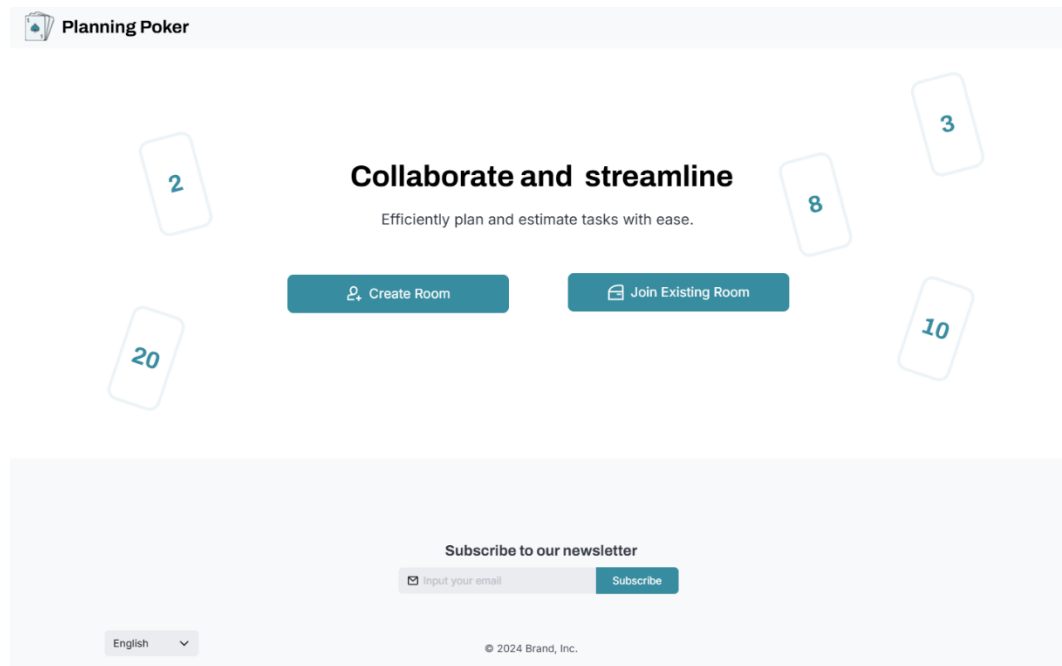 Planning Poker
3
2
Collaborate and streamline
8
Efficiently plan and estimate tasks with ease.
Create Room
Join Existing Room
10
20
Subscribe to our newsletter
Input your email
Subscribe
English
© 2024 Brand, Inc.